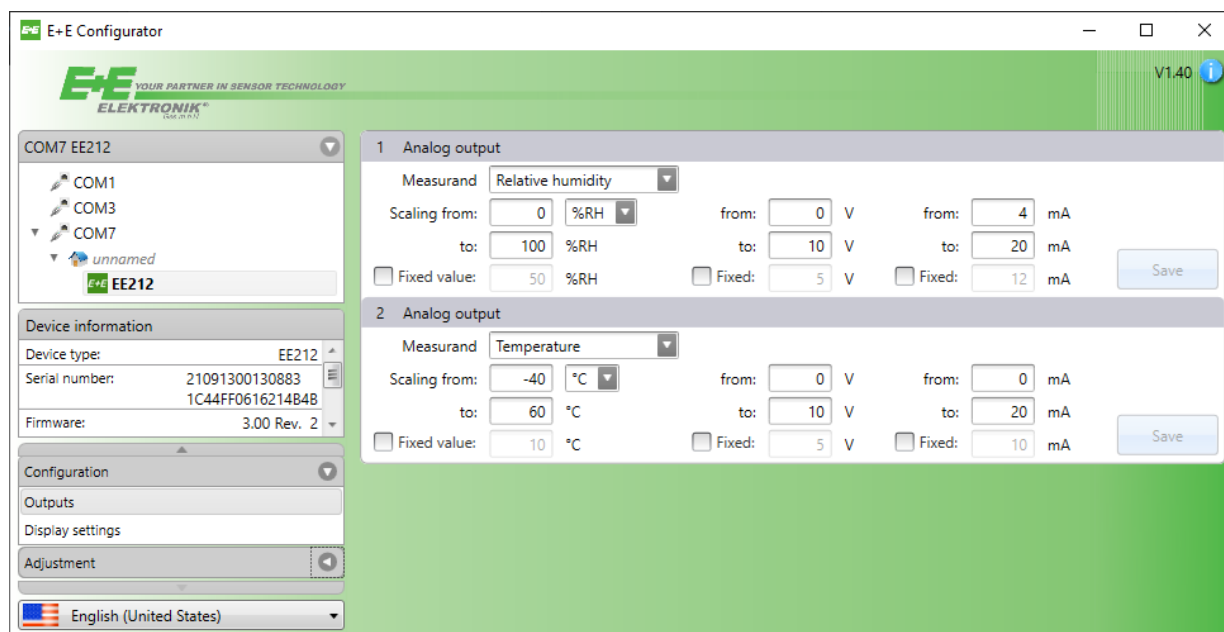 E+E E+E Configurator
E+E YOUR PARTNER IN SENSOR TECHNOLOGY
ELEKTRONIK®
Ges.m.b.H.
V1.40 i
COM7 EE212
COM1
COM3
COM7
unnamed
E+E EE212
Device information
Device type: EE212
Serial number: 21091300130883
1C44FF0616214B4B
Firmware: 3.00 Rev. 2
Configuration
Outputs
Display settings
Adjustment
English (United States)
1 Analog output
Measurand Relative humidity
Scaling from: 0 %RH from: 0 V from: 4 mA
to: 100 %RH to: 10 V to: 20 mA
Fixed value: 50 %RH Fixed: 5 V Fixed: 12 mA
Save
2 Analog output
Measurand Temperature
Scaling from: -40 °C from: 0 V from: 0 mA
to: 60 °C to: 10 V to: 20 mA
Fixed value: 10 °C Fixed: 5 V Fixed: 10 mA
Save